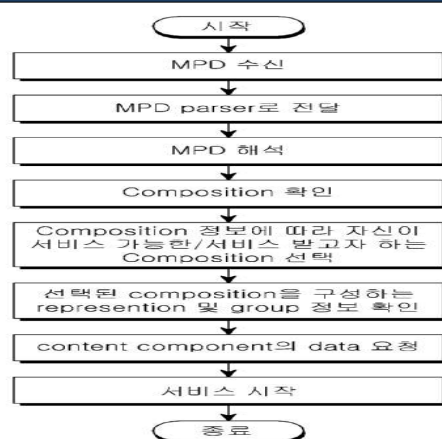 시작
MPD 수신
MPD parser로 전달
MPD 해석
Composition 확인
Composition 정보에 따라 자신이
서비스 가능한/서비스 받고자 하는
Composition 선택
선택된 composition을 구성하는
represention 및 group 정보 확인
content component의 data 요청
서비스 시작
종료